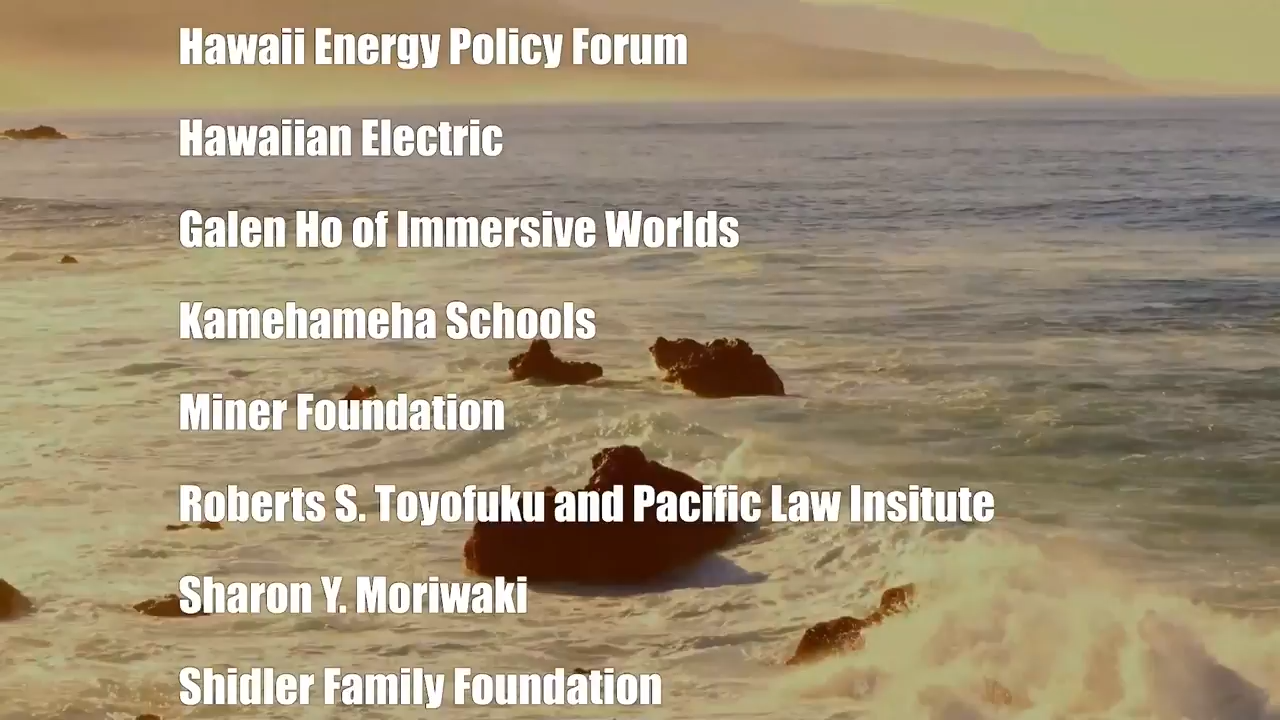 Hawaii Energy Policy Forum
Hawaiian Electric
Galen Ho of Immersive Worlds
Kamehameha Schools
Miner Foundation
Roberts S. Toyofuku and Pacific Law Insitute
Sharon Y. Moriwaki
Shidler Family Foundation